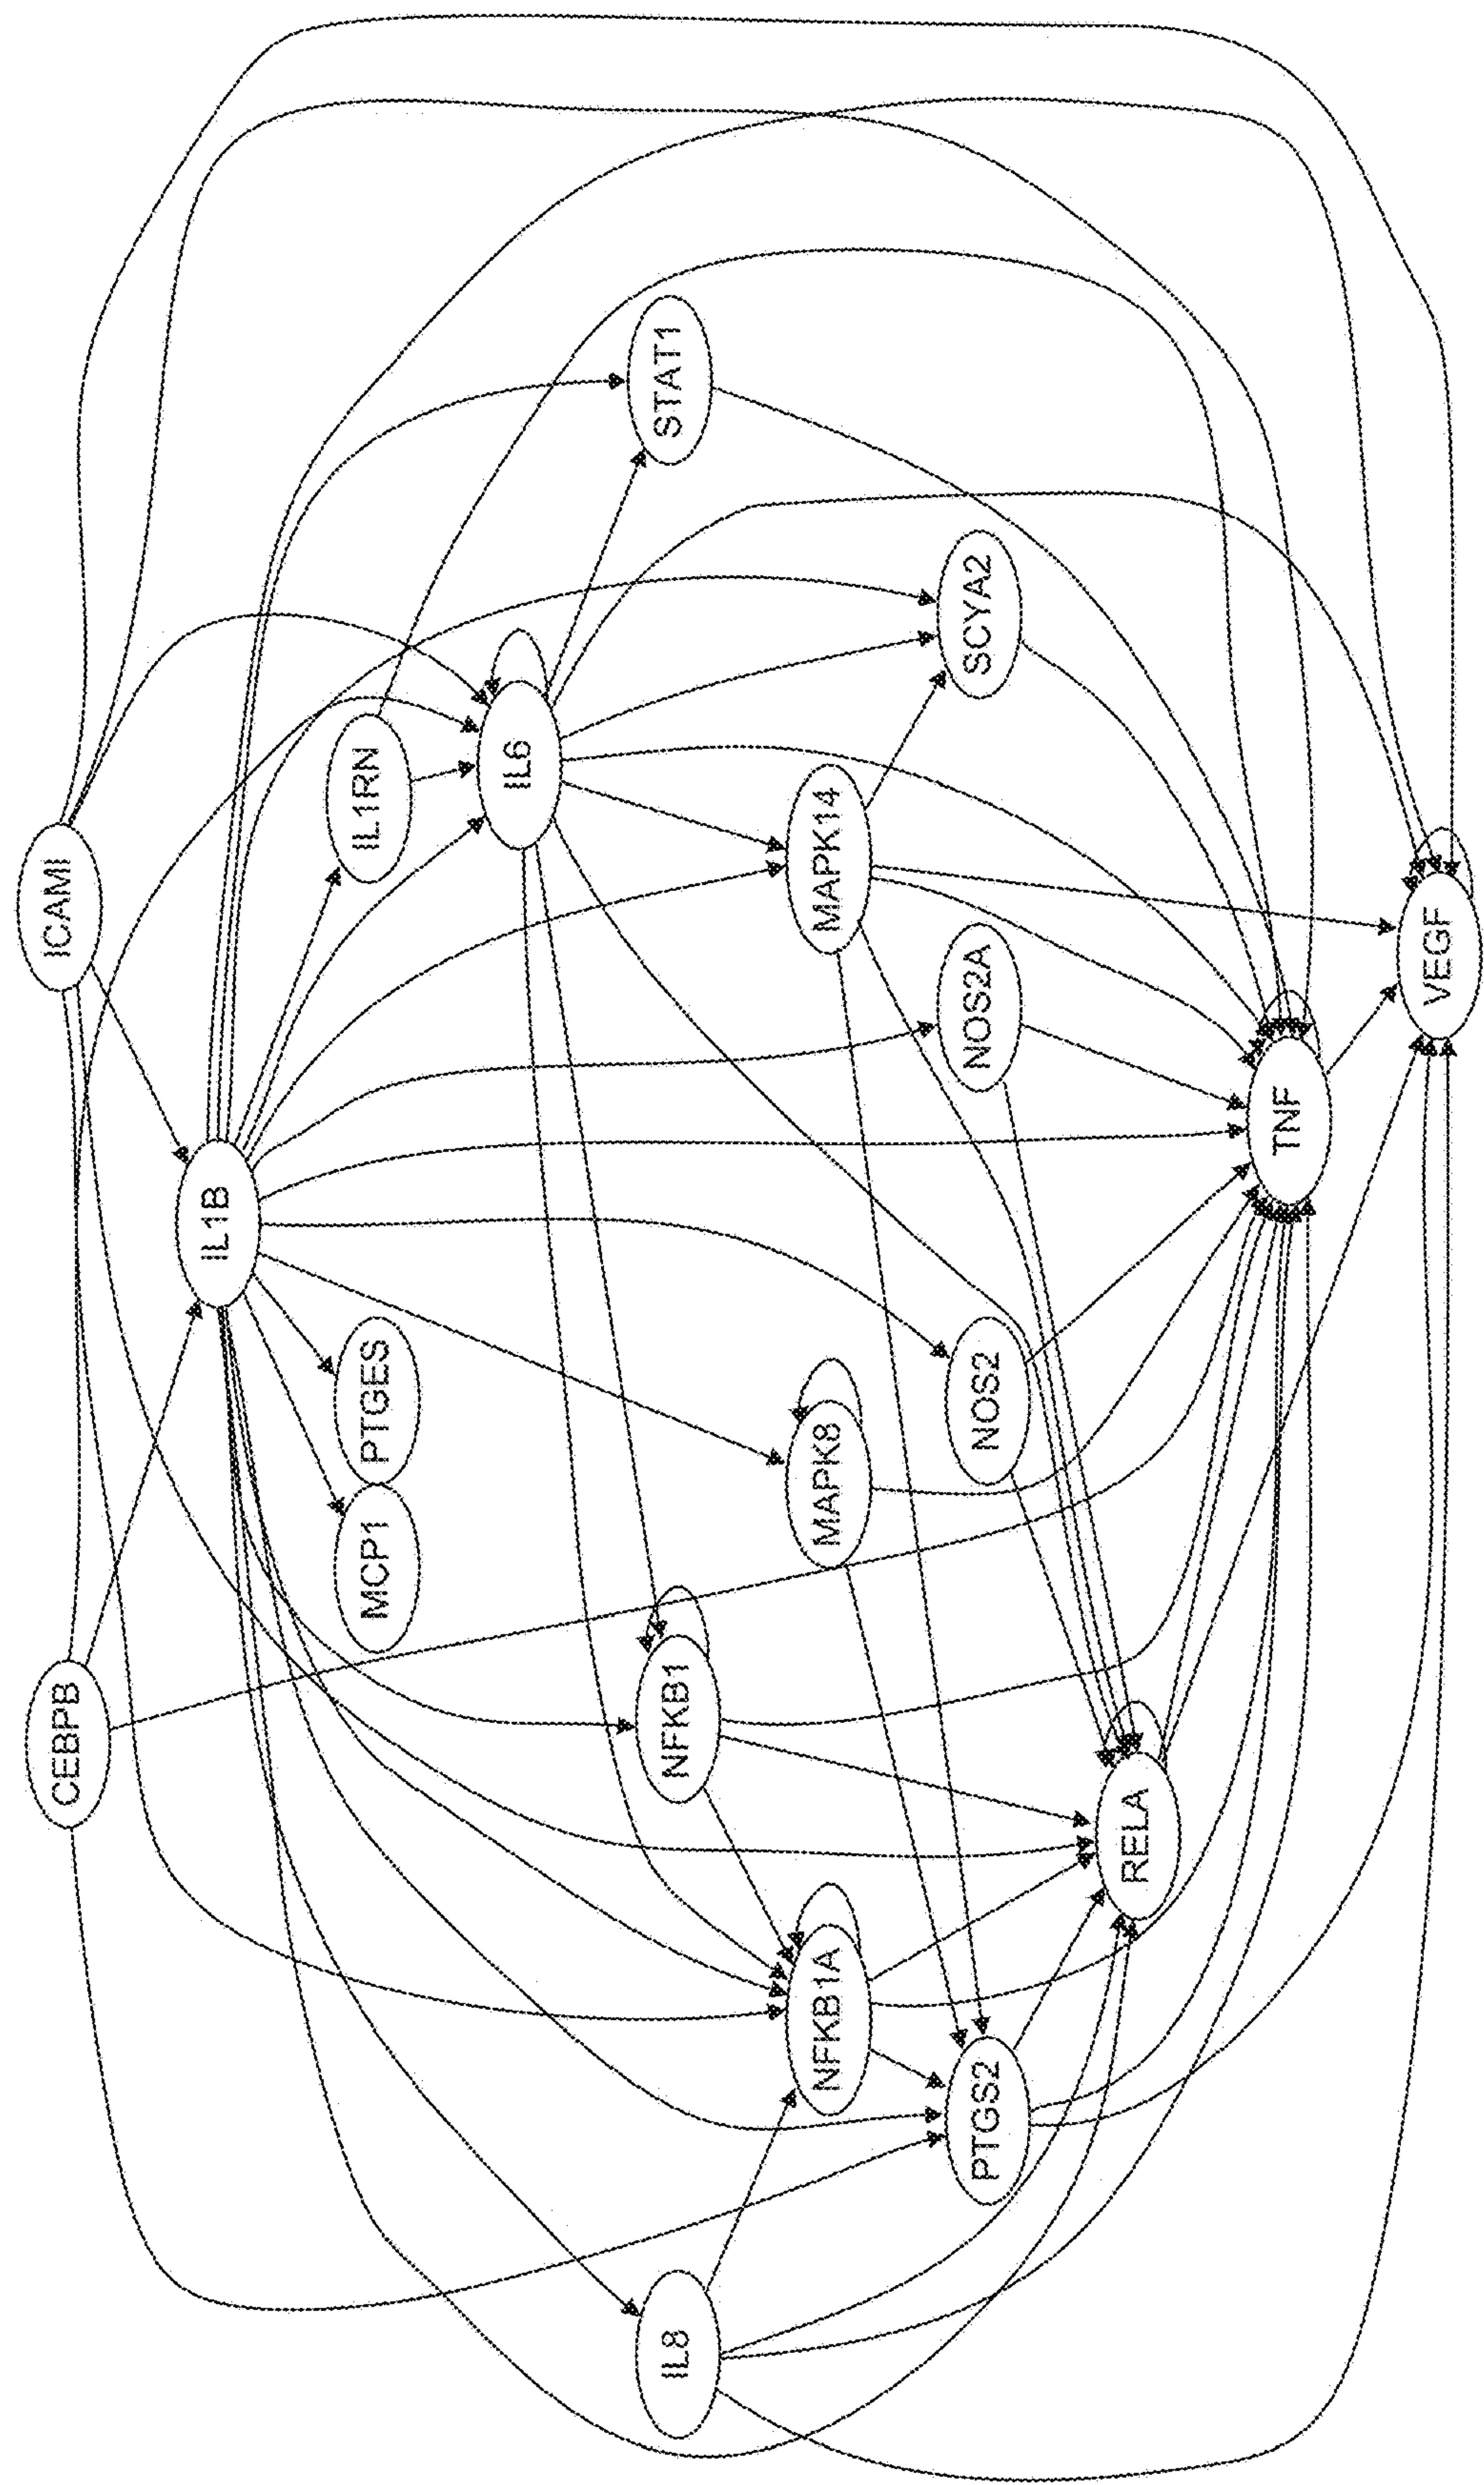 ICAMI
CEBPB
IL1B
IL1RN
PTGES
MCP1
IL6
STAT1
NFKB1
IL8
MAPK14
MAPK8
NFKB1A
SCYA2
NOS2A
NOS2
PTGS2
RELA
TNF
VEGF